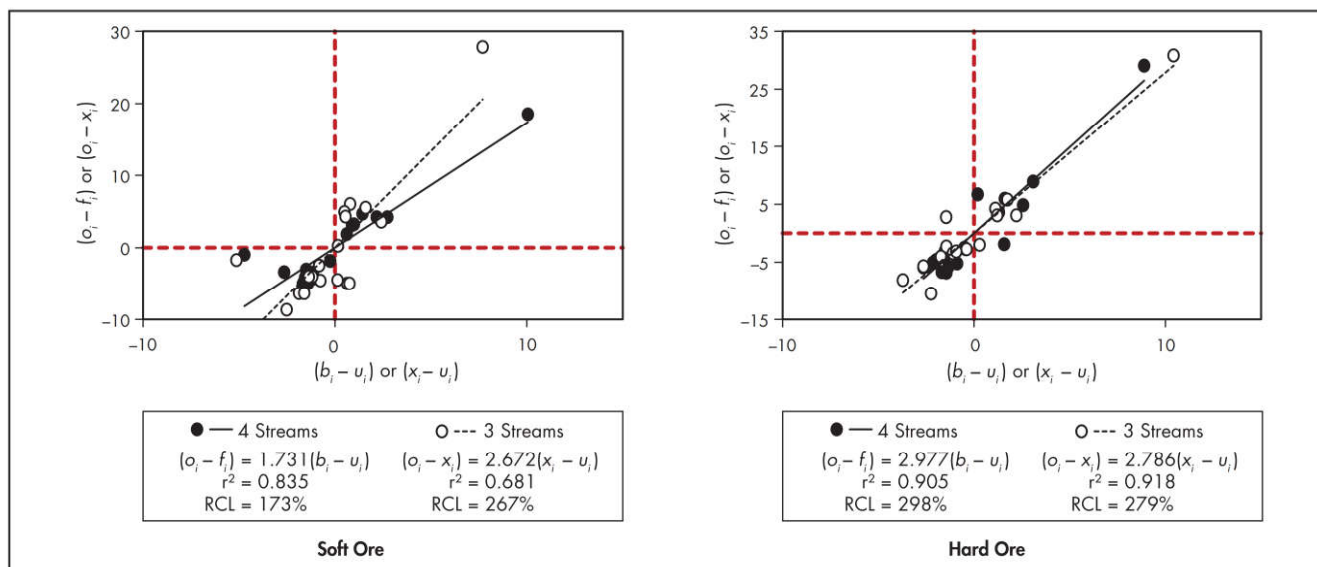 30
20
10
0
–10
–10
0
10
(oᵢ – fᵢ) or (oᵢ – xᵢ)
(bᵢ – uᵢ) or (xᵢ – uᵢ)
4 Streams
3 Streams
(oᵢ – fᵢ) = 1.731(bᵢ – uᵢ)
(oᵢ – xᵢ) = 2.672(xᵢ – uᵢ)
r² = 0.835
r² = 0.681
RCL = 173%
RCL = 267%
Soft Ore
35
25
15
5
–5
–15
–10
0
10
(oᵢ – fᵢ) or (oᵢ – xᵢ)
(bᵢ – uᵢ) or (xᵢ – uᵢ)
4 Streams
3 Streams
(oᵢ – fᵢ) = 2.977(bᵢ – uᵢ)
(oᵢ – xᵢ) = 2.786(xᵢ – uᵢ)
r² = 0.905
r² = 0.918
RCL = 298%
RCL = 279%
Hard Ore